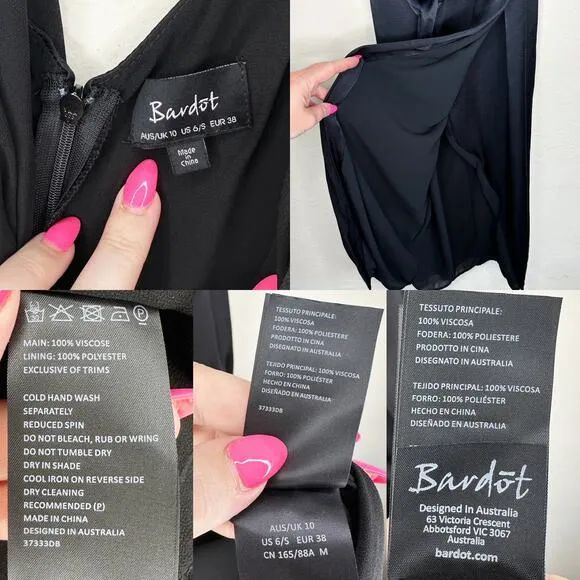 Bardot
AUS/UK 10 US 6/S EUR 38
Made
in
China
MAIN: 100% VISCOSE
LINING: 100% POLYESTER
EXCLUSIVE OF TRIMS
COLD HAND WASH
SEPARATELY
REDUCED SPIN
DO NOT BLEACH, RUB OR WRING
DO NOT TUMBLE DRY
DRY IN SHADE
COOL IRON ON REVERSE SIDE
DRY CLEANING
RECOMMENDED (P)
MADE IN CHINA
DESIGNED IN AUSTRALIA
37333DB
TESSUTO PRINCIPALE:
100% VISCOSA
FODERA: 100% POLIESTERE
PRODOTTO IN CINA
DISEGNATO IN AUSTRALIA
TEJIDO PRINCIPAL: 100% VISCOSA
FORRO: 100% POLIÉSTER
HECHO EN CHINA
DISEÑADO EN AUSTRALIA
37333DB
AUS/UK 10
US 6/S EUR 38
CN 165/88A M
TESSUTO PRINCIPALE:
100% VISCOSA
FODERA: 100% POLIESTERE
PRODOTTO IN CINA
DISEGNATO IN AUSTRALIA
TEJIDO PRINCIPAL: 100% VISCOSA
FORRO: 100% POLIÉSTER
HECHO EN CHINA
DISEÑADO EN AUSTRALIA
Bardōt
Designed In Australia
63 Victoria Crescent
Abbotsford VIC 3067
Australia
bardot.com